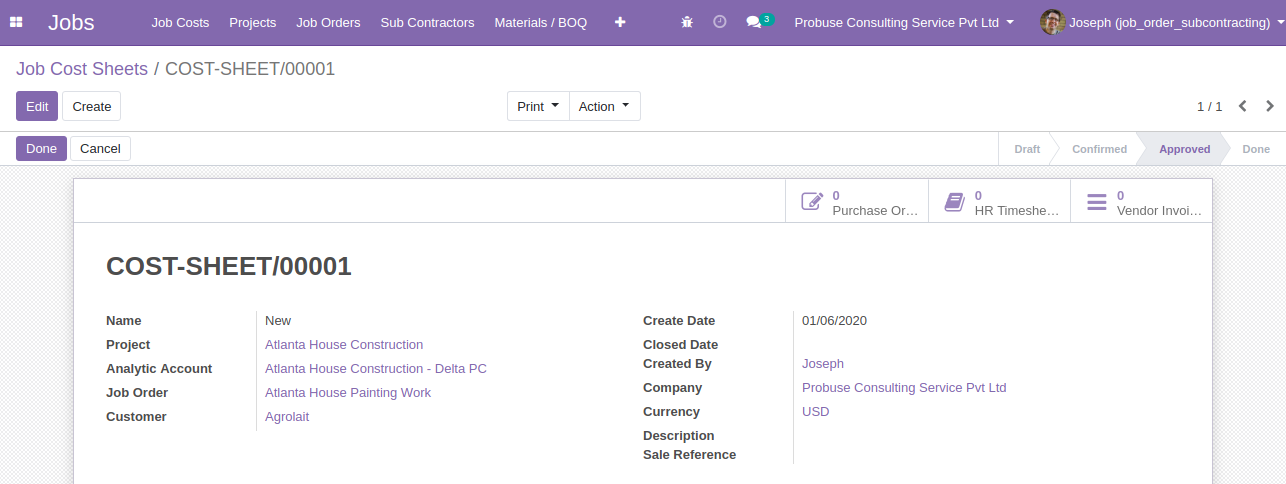 Jobs Job Costs Projects Job Orders Sub Contractors Materials / BOQ 3 Probuse Consulting Service Pvt Ltd Joseph (job_order_subcontracting)
Job Cost Sheets / COST-SHEET/00001
Edit Create Print Action 1 / 1
Done Cancel Draft Confirmed Approved Done
0 0 0
Purchase Or… HR Timeshe… Vendor Invoi…
COST-SHEET/00001
Name New
Project Atlanta House Construction
Analytic Account Atlanta House Construction - Delta PC
Job Order Atlanta House Painting Work
Customer Agrolait
Create Date 01/06/2020
Closed Date
Created By Joseph
Company Probuse Consulting Service Pvt Ltd
Currency USD
Description
Sale Reference